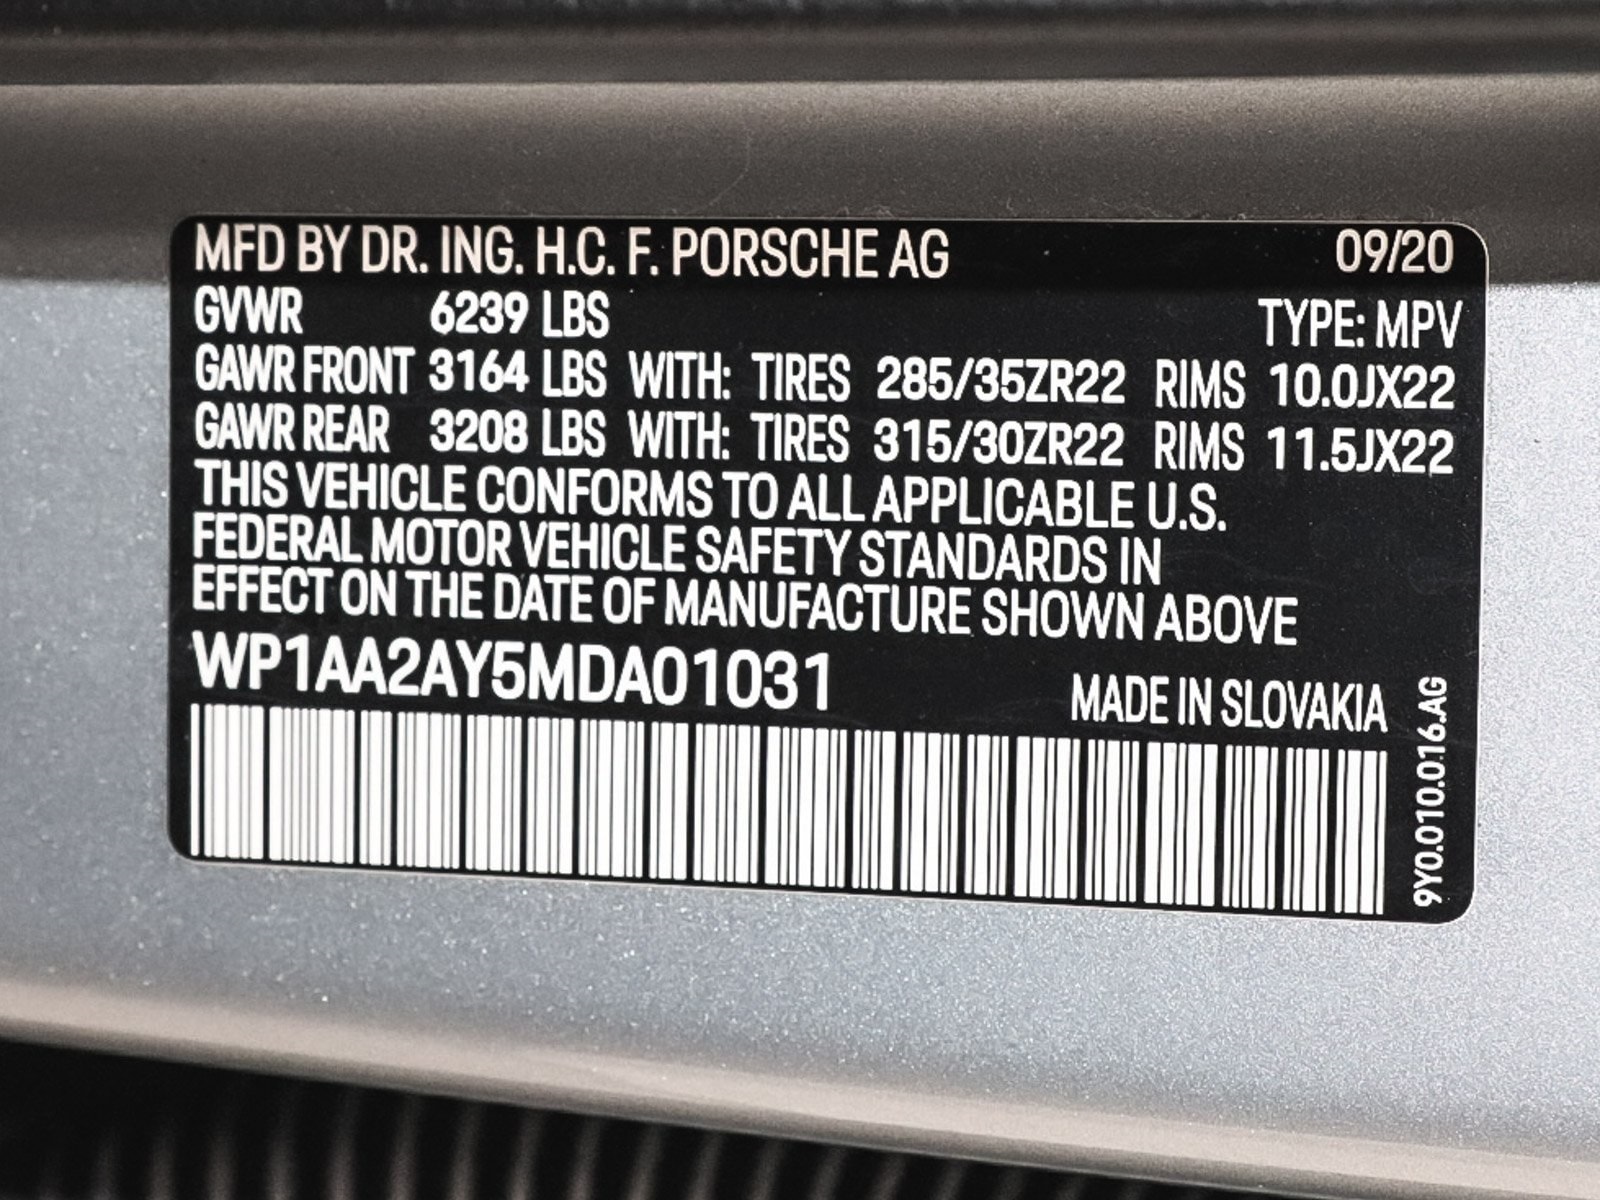 MFD BY DR. ING. H.C. F. PORSCHE AG 09/20
GVWR 6239 LBS TYPE: MPV
GAWR FRONT 3164 LBS WITH: TIRES 285/35ZR22 RIMS 10.0JX22
GAWR REAR 3208 LBS WITH: TIRES 315/30ZR22 RIMS 11.5JX22
THIS VEHICLE CONFORMS TO ALL APPLICABLE U.S.
FEDERAL MOTOR VEHICLE SAFETY STANDARDS IN
EFFECT ON THE DATE OF MANUFACTURE SHOWN ABOVE
WP1AA2AY5MDA01031
MADE IN SLOVAKIA
9Y0.010.016.AG